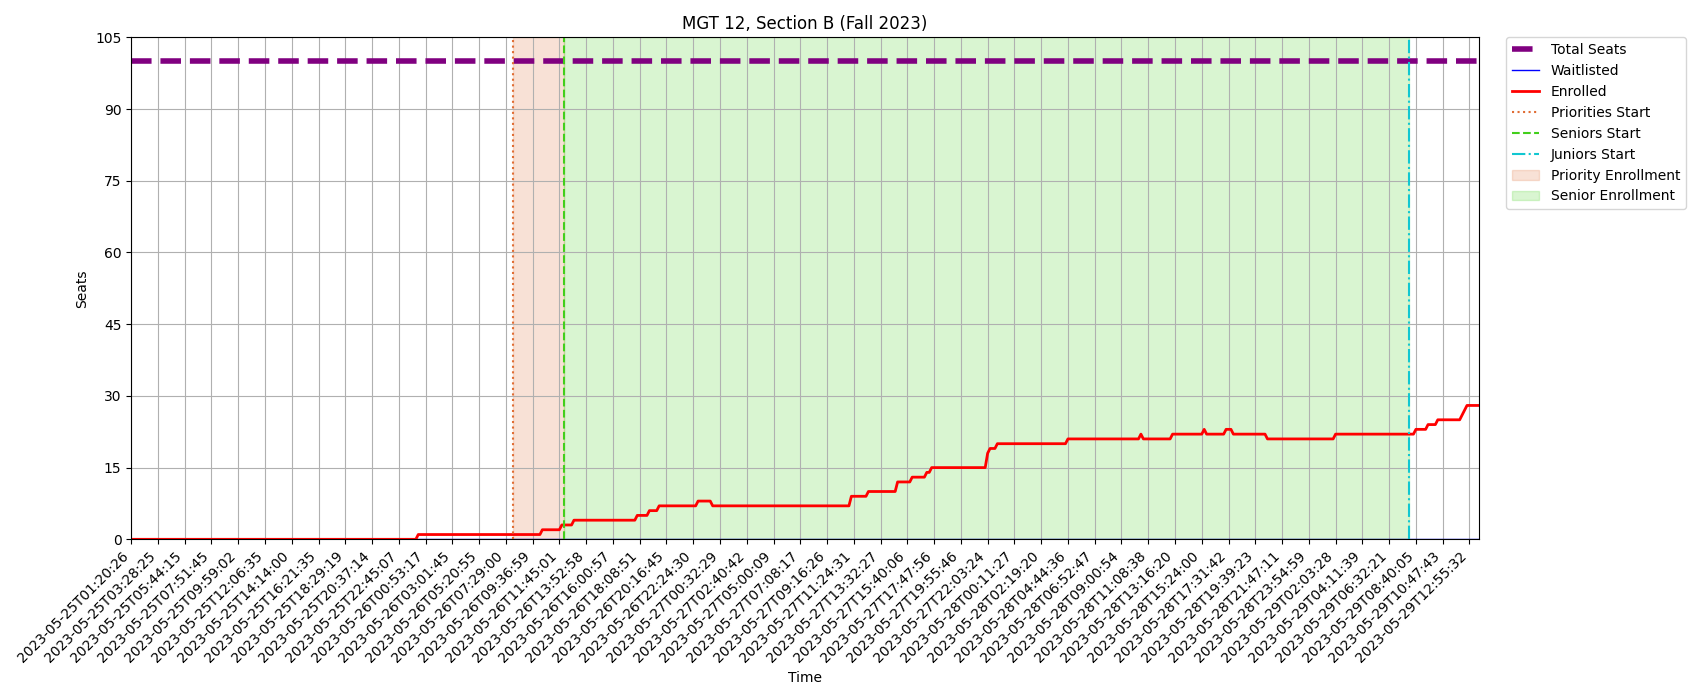 MGT 12, Section B (Fall 2023)
105
90
75
60
45
30
15
0
Seats
2023-05-25T01:20:26
2023-05-25T03:28:25
2023-05-25T05:44:15
2023-05-25T07:51:45
2023-05-25T09:59:02
2023-05-25T12:06:35
2023-05-25T14:14:00
2023-05-25T16:21:35
2023-05-25T18:29:19
2023-05-25T20:37:14
2023-05-25T22:45:07
2023-05-26T00:53:17
2023-05-26T03:01:45
2023-05-26T05:20:55
2023-05-26T07:29:00
2023-05-26T09:36:59
2023-05-26T11:45:01
2023-05-26T13:52:58
2023-05-26T16:00:57
2023-05-26T18:08:51
2023-05-26T20:16:45
2023-05-26T22:24:30
2023-05-27T00:32:29
2023-05-27T02:40:42
2023-05-27T05:00:09
2023-05-27T07:08:17
2023-05-27T09:16:26
2023-05-27T11:24:31
2023-05-27T13:32:27
2023-05-27T15:40:06
2023-05-27T17:47:56
2023-05-27T19:55:46
2023-05-27T22:03:24
2023-05-28T00:11:27
2023-05-28T02:19:20
2023-05-28T04:44:36
2023-05-28T06:52:47
2023-05-28T09:00:54
2023-05-28T11:08:38
2023-05-28T13:16:20
2023-05-28T15:24:00
2023-05-28T17:31:42
2023-05-28T19:39:23
2023-05-28T21:47:11
2023-05-28T23:54:59
2023-05-29T02:03:28
2023-05-29T04:11:39
2023-05-29T06:32:21
2023-05-29T08:40:05
2023-05-29T10:47:43
2023-05-29T12:55:32
Time
Total Seats
Waitlisted
Enrolled
Priorities Start
Seniors Start
Juniors Start
Priority Enrollment
Senior Enrollment